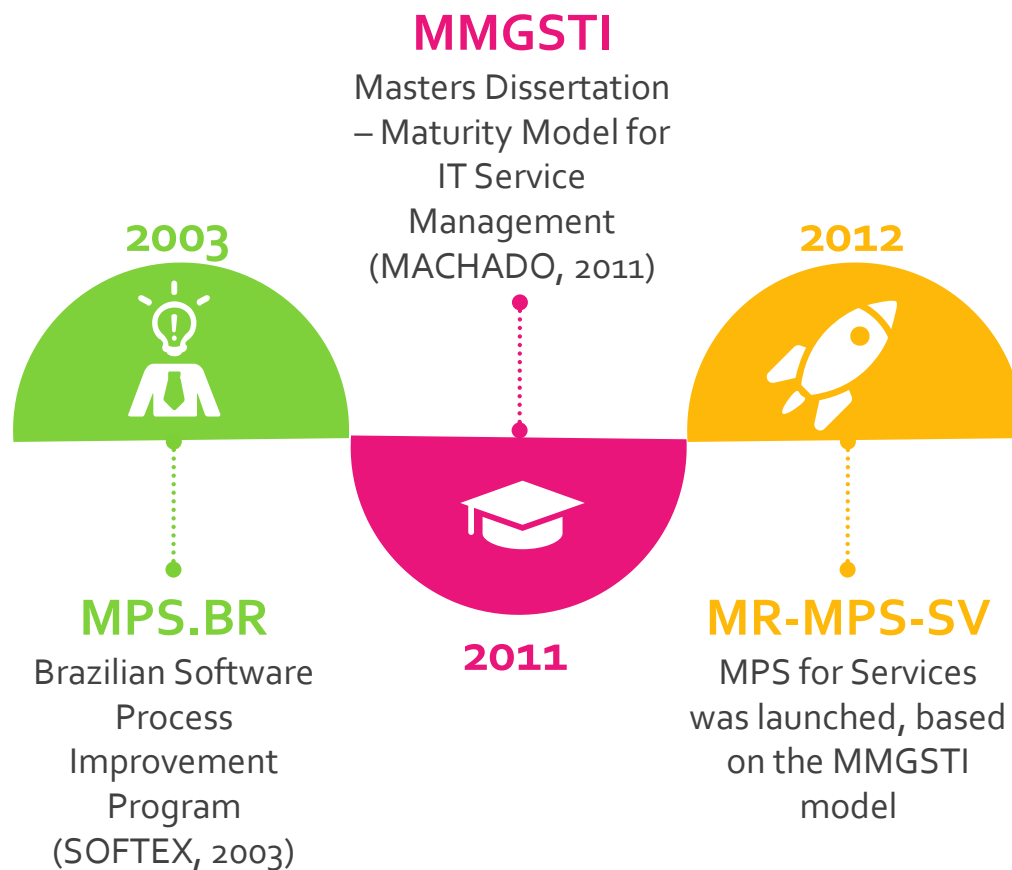 MMGSTI
Masters Dissertation
– Maturity Model for
IT Service
Management
(MACHADO, 2011)
2003
2012
MPS.BR
Brazilian Software
Process
Improvement
Program
(SOFTEX, 2003)
2011
MR-MPS-SV
MPS for Services
was launched, based
on the MMGSTI
model